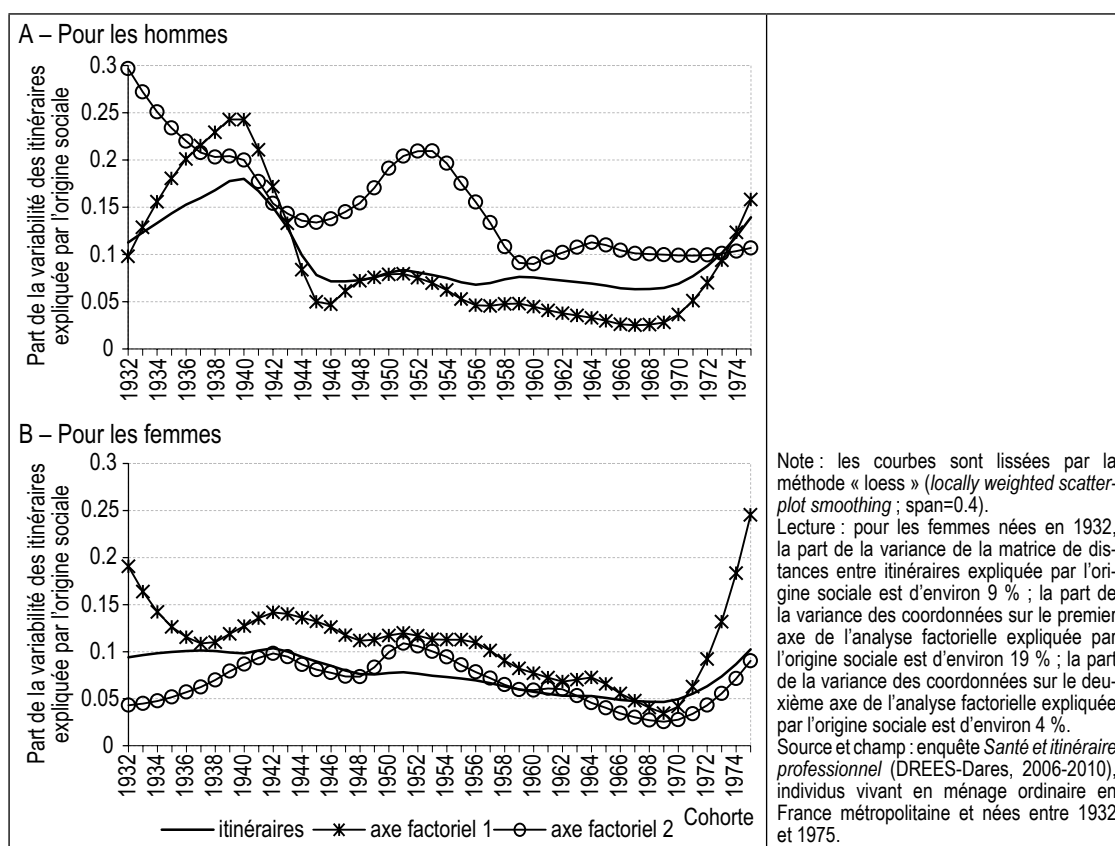 A – Pour les hommes
Part de la variabilité des itinéraires
expliquée par l'origine sociale
0.3
0.25
0.2
0.15
0.1
0.05
0
1932
1934
1936
1938
1940
1942
1944
1946
1948
1950
1952
1954
1956
1958
1960
1962
1964
1966
1968
1970
1972
1974
B – Pour les femmes
Part de la variabilité des itinéraires
expliquée par l'origine sociale
0.3
0.25
0.2
0.15
0.1
0.05
0
1932
1934
1936
1938
1940
1942
1944
1946
1948
1950
1952
1954
1956
1958
1960
1962
1964
1966
1968
1970
1972
1974
Cohorte
itinéraires
axe factoriel 1
axe factoriel 2
Note : les courbes sont lissées par la
méthode « loess » (locally weighted scatter-
plot smoothing ; span=0.4).
Lecture : pour les femmes nées en 1932,
la part de la variance de la matrice de dis-
tances entre itinéraires expliquée par l'ori-
gine sociale est d'environ 9 % ; la part de
la variance des coordonnées sur le premier
axe de l'analyse factorielle expliquée par
l'origine sociale est d'environ 19 % ; la part
de la variance des coordonnées sur le deu-
xième axe de l'analyse factorielle expliquée
par l'origine sociale est d'environ 4 %.
Source et champ : enquête Santé et itinéraire
professionnel (DREES-Dares, 2006-2010),
individus vivant en ménage ordinaire en
France métropolitaine et nées entre 1932
et 1975.